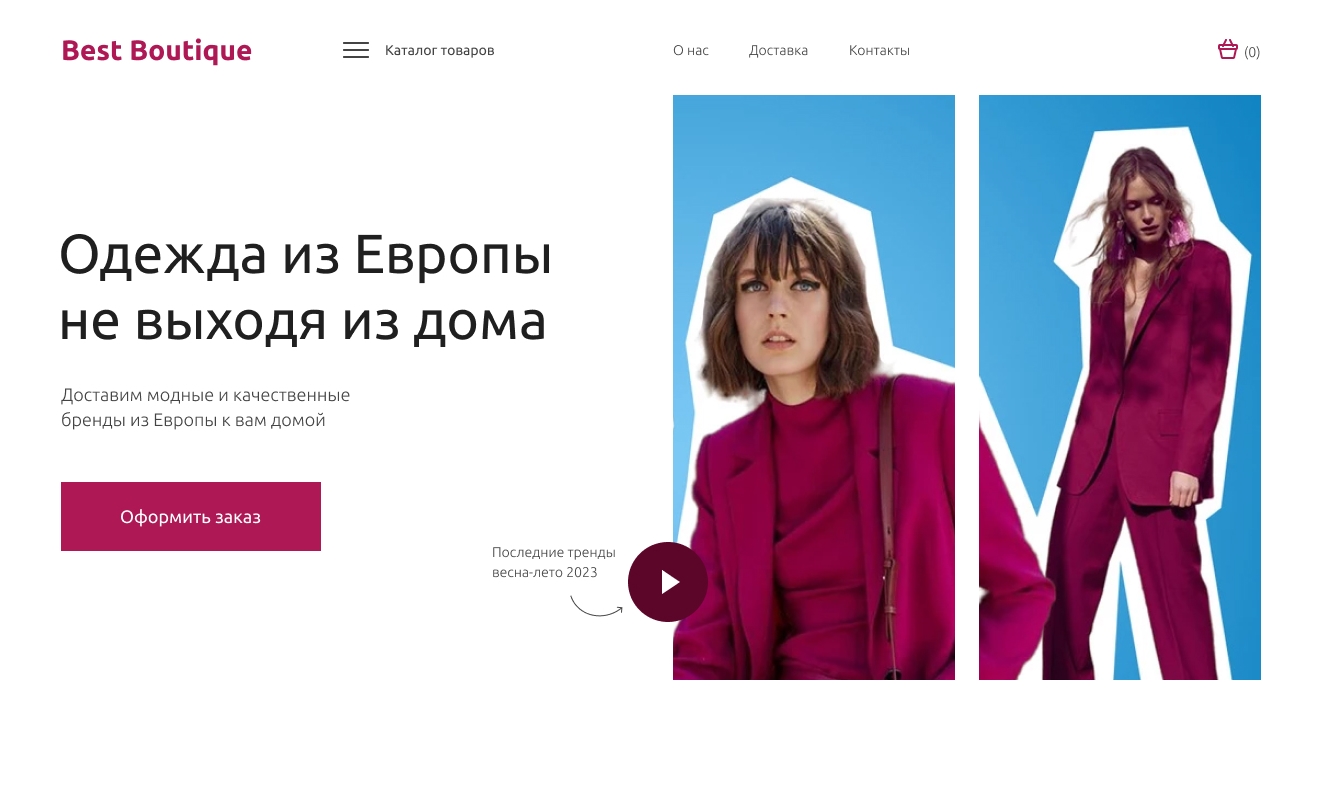 Best Boutique
Каталог товаров
О нас
Доставка
Контакты
(0)
Одежда из Европы
не выходя из дома
Доставим модные и качественные
бренды из Европы к вам домой
Оформить заказ
Последние тренды
весна-лето 2023